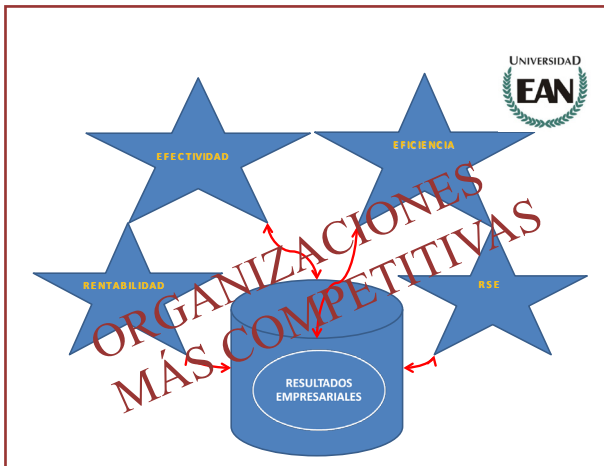 UNIVERSIDAD
EAN
EFECTIVIDAD
EFICIENCIA
ORGANIZACIONES
MÁS COMPETITIVAS
RENTABILIDAD
RSE
RESULTADOS
EMPRESARIALES